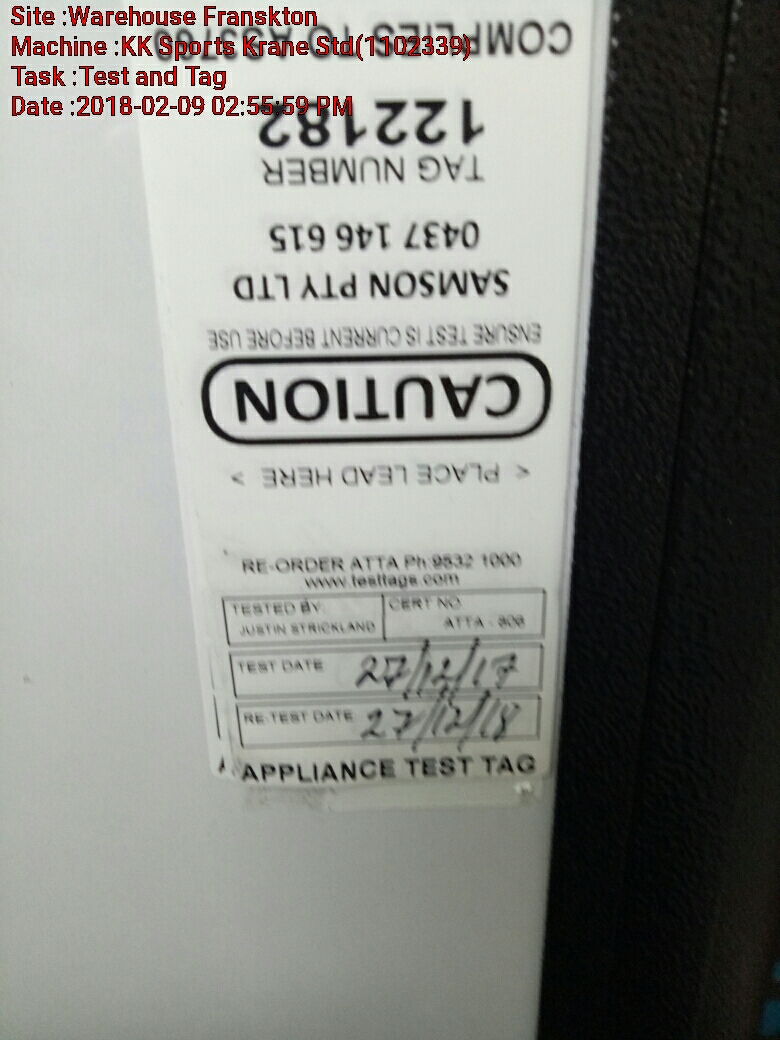 Site :Warehouse Franskton
Machine :KK Sports Krane Std(1102339)
Task :Test and Tag
Date :2018-02-09 02:55:59 PM
COMPLIES TO AS3760
122182
TAG NUMBER
0437 146 615
SAMSON PTY LTD
ENSURE TEST IS CURRENT BEFORE USE
CAUTION
< PLACE LEAD HERE >
RE-ORDER ATTA Ph:9532 1000
www.testtags.com
TESTED BY: CERT NO
JUSTIN STRICKLAND ATTA -
TEST DATE 27/12/17
RE-TEST DATE 27/12/18
APPLIANCE TEST TAG